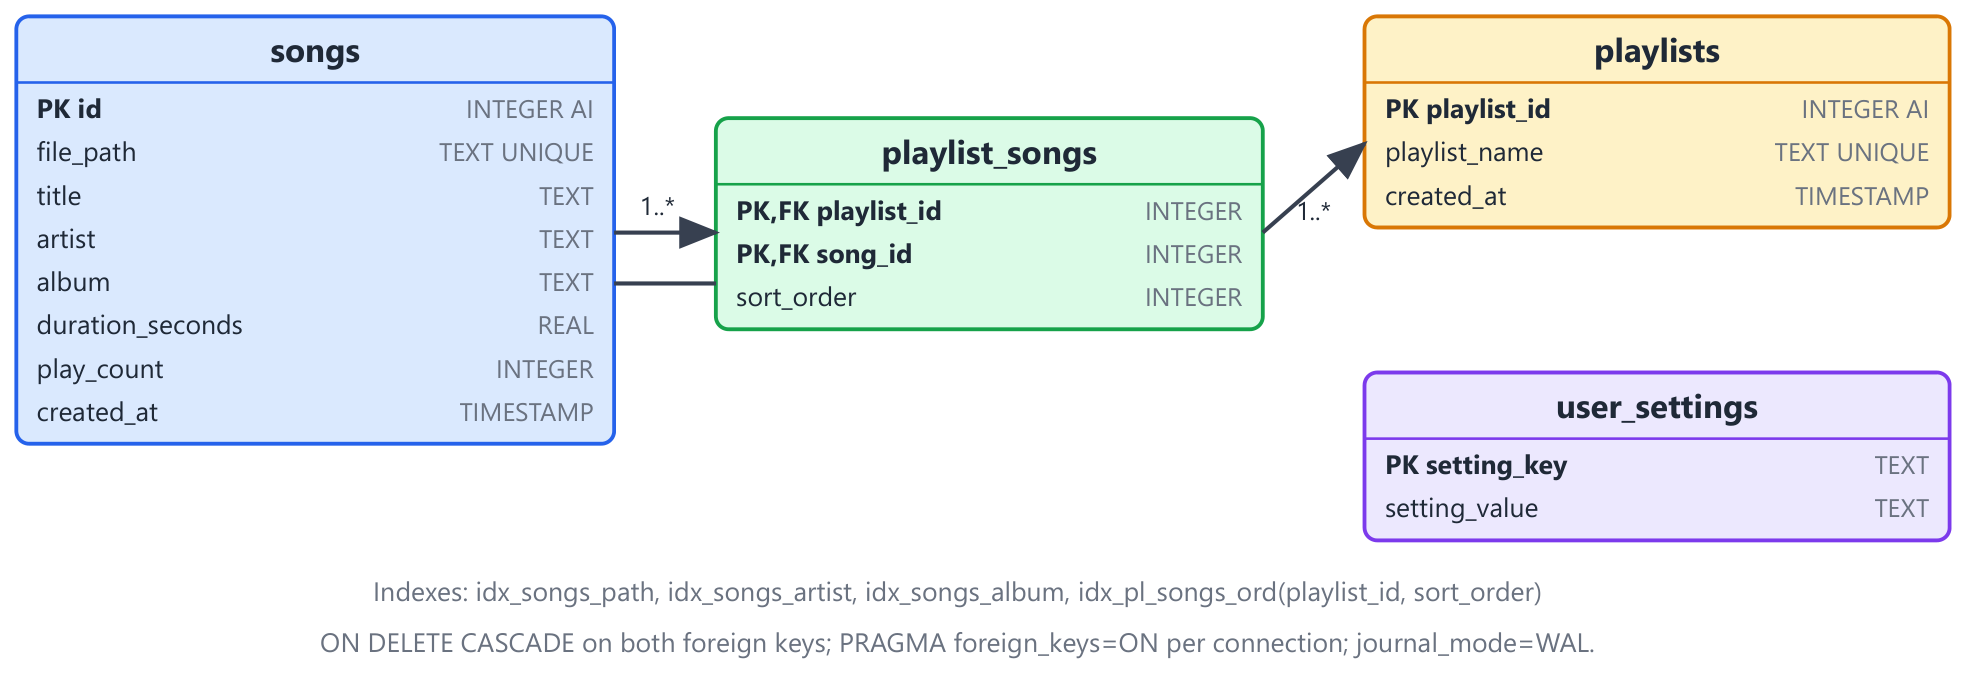 songs
PK id INTEGER AI
file_path TEXT UNIQUE
title TEXT
artist TEXT
album TEXT
duration_seconds REAL
play_count INTEGER
created_at TIMESTAMP
1..*
playlist_songs
PK,FK playlist_id INTEGER
PK,FK song_id INTEGER
sort_order INTEGER
1..*
playlists
PK playlist_id INTEGER AI
playlist_name TEXT UNIQUE
created_at TIMESTAMP
user_settings
PK setting_key TEXT
setting_value TEXT
Indexes: idx_songs_path, idx_songs_artist, idx_songs_album, idx_pl_songs_ord(playlist_id, sort_order)
ON DELETE CASCADE on both foreign keys; PRAGMA foreign_keys=ON per connection; journal_mode=WAL.